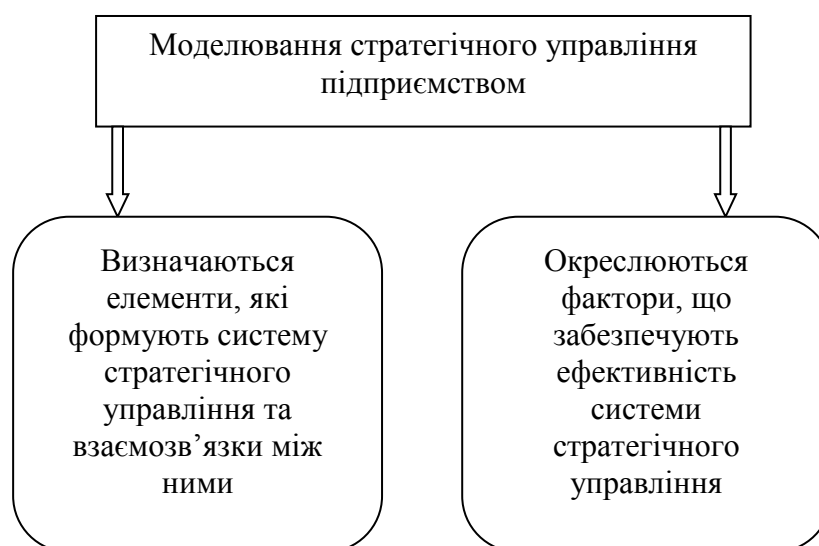 Моделювання стратегічного управління
підприємством
Визначаються
елементи, які
формують систему
стратегічного
управління та
взаємозв’язки між
ними
Окреслюються
фактори, що
забезпечують
ефективність
системи
стратегічного
управління